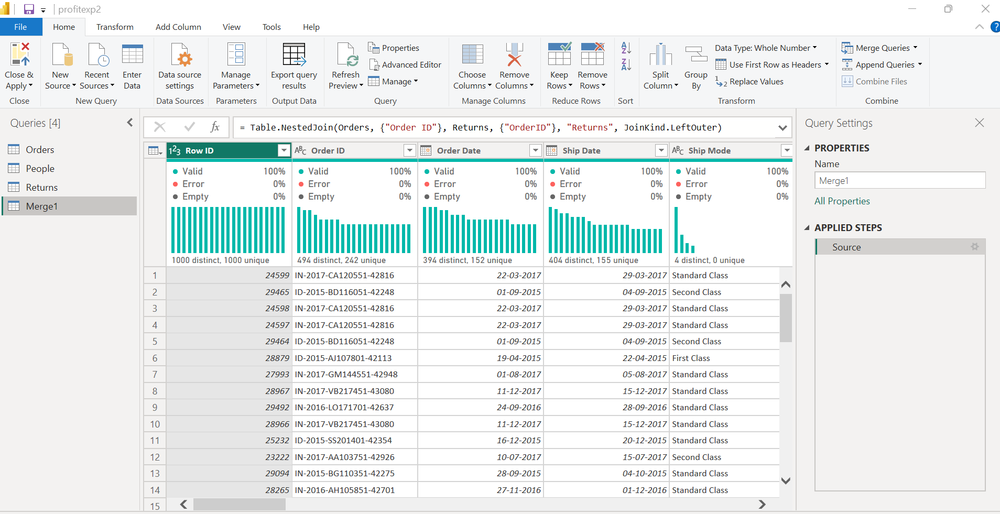 profitexp2
File Home Transform Add Column View Tools Help
Close & Apply
New Source
Recent Sources
Enter Data
Data source settings
Manage Parameters
Export query results
Refresh Preview
Properties
Advanced Editor
Manage
Choose Columns
Remove Columns
Keep Rows
Remove Rows
Split Column
Group By
Data Type: Whole Number
Use First Row as Headers
Replace Values
Merge Queries
Append Queries
Combine Files
Close New Query Data Sources Parameters Output Data Query Manage Columns Reduce Rows Sort Transform Combine
Queries [4]
Orders
People
Returns
Merge1
fx = Table.NestedJoin(Orders, {"Order ID"}, Returns, {"OrderID"}, "Returns", JoinKind.LeftOuter)
123 Row ID ABC Order ID Order Date Ship Date ABC Ship Mode
Valid 100% Valid 100% Valid 100% Valid 100% Valid 100%
Error 0% Error 0% Error 0% Error 0% Error 0%
Empty 0% Empty 0% Empty 0% Empty 0% Empty 0%
1000 distinct, 1000 unique 494 distinct, 242 unique 394 distinct, 152 unique 404 distinct, 155 unique 4 distinct, 0 unique
1 24599 IN-2017-CA120551-42816 22-03-2017 29-03-2017 Standard Class
2 29465 ID-2015-BD116051-42248 01-09-2015 04-09-2015 Second Class
3 24598 IN-2017-CA120551-42816 22-03-2017 29-03-2017 Standard Class
4 24597 IN-2017-CA120551-42816 22-03-2017 29-03-2017 Standard Class
5 29464 ID-2015-BD116051-42248 01-09-2015 04-09-2015 Second Class
6 28879 ID-2015-AJ107801-42113 19-04-2015 22-04-2015 First Class
7 27993 IN-2017-GM144551-42948 01-08-2017 05-08-2017 Standard Class
8 28967 IN-2017-VB217451-43080 11-12-2017 15-12-2017 Standard Class
9 29492 IN-2016-LO171701-42637 24-09-2016 28-09-2016 Standard Class
10 28966 IN-2017-VB217451-43080 11-12-2017 15-12-2017 Standard Class
11 25232 ID-2015-SS201401-42354 16-12-2015 20-12-2015 Standard Class
12 23222 IN-2017-AA103751-42926 10-07-2017 15-07-2017 Second Class
13 29094 IN-2015-BG110351-42275 28-09-2015 04-10-2015 Standard Class
14 28265 IN-2016-AH105851-42701 27-11-2016 01-12-2016 Standard Class
15
Query Settings
PROPERTIES
Name
Merge1
All Properties
APPLIED STEPS
Source